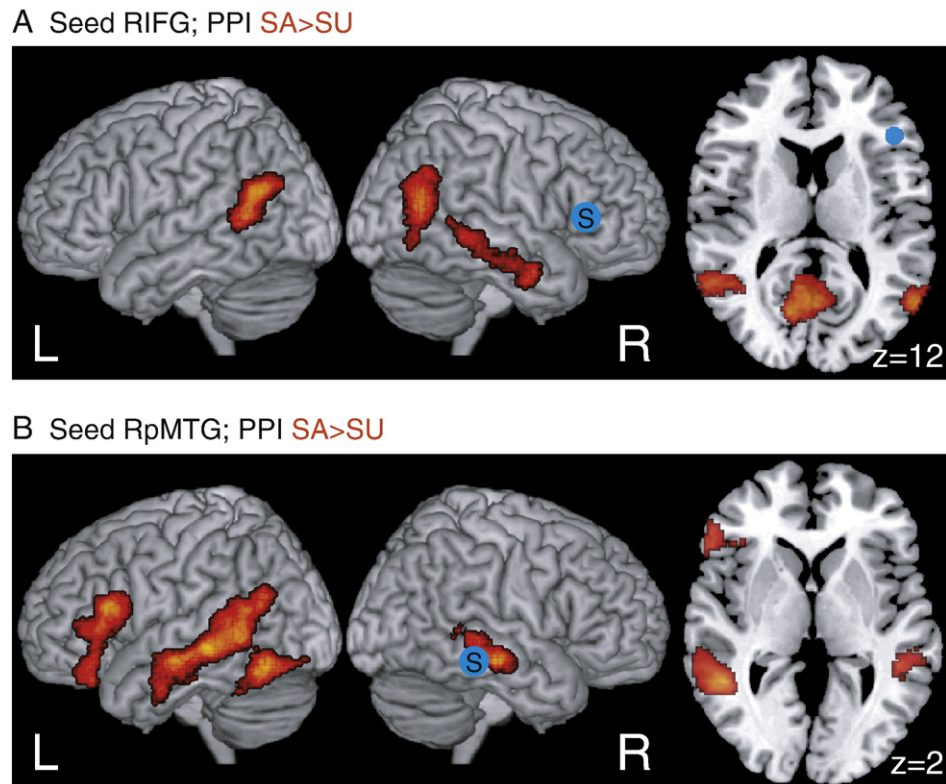 A Seed RIFG; PPI SA>SU
S
L
R
z=12
B Seed RpMTG; PPI SA>SU
S
L
R
z=2